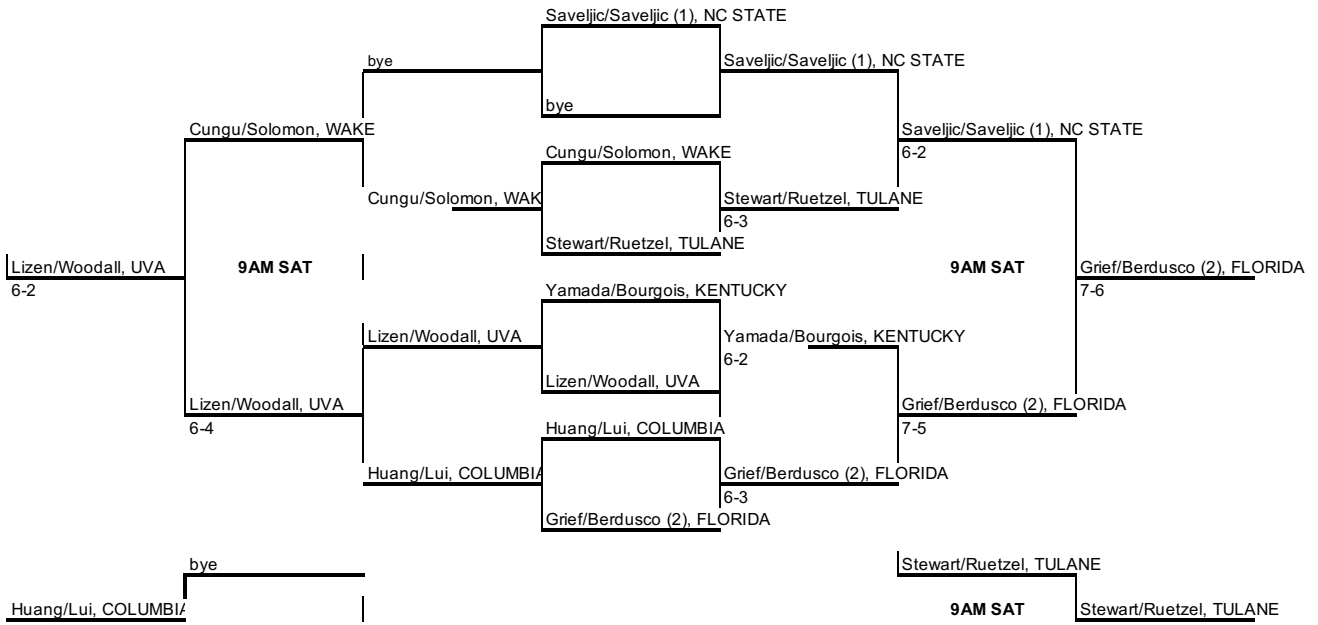 Saveljic/Saveljic (1), NC STATE
bye
Saveljic/Saveljic (1), NC STATE
bye
Cungu/Solomon, WAKE
Saveljic/Saveljic (1), NC STATE
Cungu/Solomon, WAKE
6-2
Cungu/Solomon, WAK
Stewart/Ruetzel, TULANE
6-3
Stewart/Ruetzel, TULANE
Lizen/Woodall, UVA
9AM SAT
9AM SAT
Grief/Berdusco (2), FLORIDA
6-2
Yamada/Bourgois, KENTUCKY
7-6
Lizen/Woodall, UVA
Yamada/Bourgois, KENTUCKY
6-2
Lizen/Woodall, UVA
Lizen/Woodall, UVA
Grief/Berdusco (2), FLORIDA
6-4
Huang/Lui, COLUMBIA
7-5
Huang/Lui, COLUMBIA
Grief/Berdusco (2), FLORIDA
6-3
Grief/Berdusco (2), FLORIDA
bye
Stewart/Ruetzel, TULANE
Huang/Lui, COLUMBIA
9AM SAT
Stewart/Ruetzel, TULANE